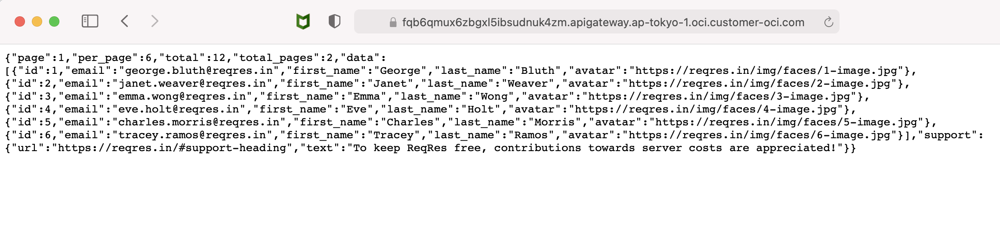 fqb6qmux6zbgxl5ibsudnuk4zm.apigateway.ap-tokyo-1.oci.customer-oci.com
{"page":1,"per_page":6,"total":12,"total_pages":2,"data":
[{"id":1,"email":"george.bluth@reqres.in","first_name":"George","last_name":"Bluth","avatar":"https://reqres.in/img/faces/1-image.jpg"},
{"id":2,"email":"janet.weaver@reqres.in","first_name":"Janet","last_name":"Weaver","avatar":"https://reqres.in/img/faces/2-image.jpg"},
{"id":3,"email":"emma.wong@reqres.in","first_name":"Emma","last_name":"Wong","avatar":"https://reqres.in/img/faces/3-image.jpg"},
{"id":4,"email":"eve.holt@reqres.in","first_name":"Eve","last_name":"Holt","avatar":"https://reqres.in/img/faces/4-image.jpg"},
{"id":5,"email":"charles.morris@reqres.in","first_name":"Charles","last_name":"Morris","avatar":"https://reqres.in/img/faces/5-image.jpg"},
{"id":6,"email":"tracey.ramos@reqres.in","first_name":"Tracey","last_name":"Ramos","avatar":"https://reqres.in/img/faces/6-image.jpg"}],"support":
{"url":"https://reqres.in/#support-heading","text":"To keep ReqRes free, contributions towards server costs are appreciated!"}}